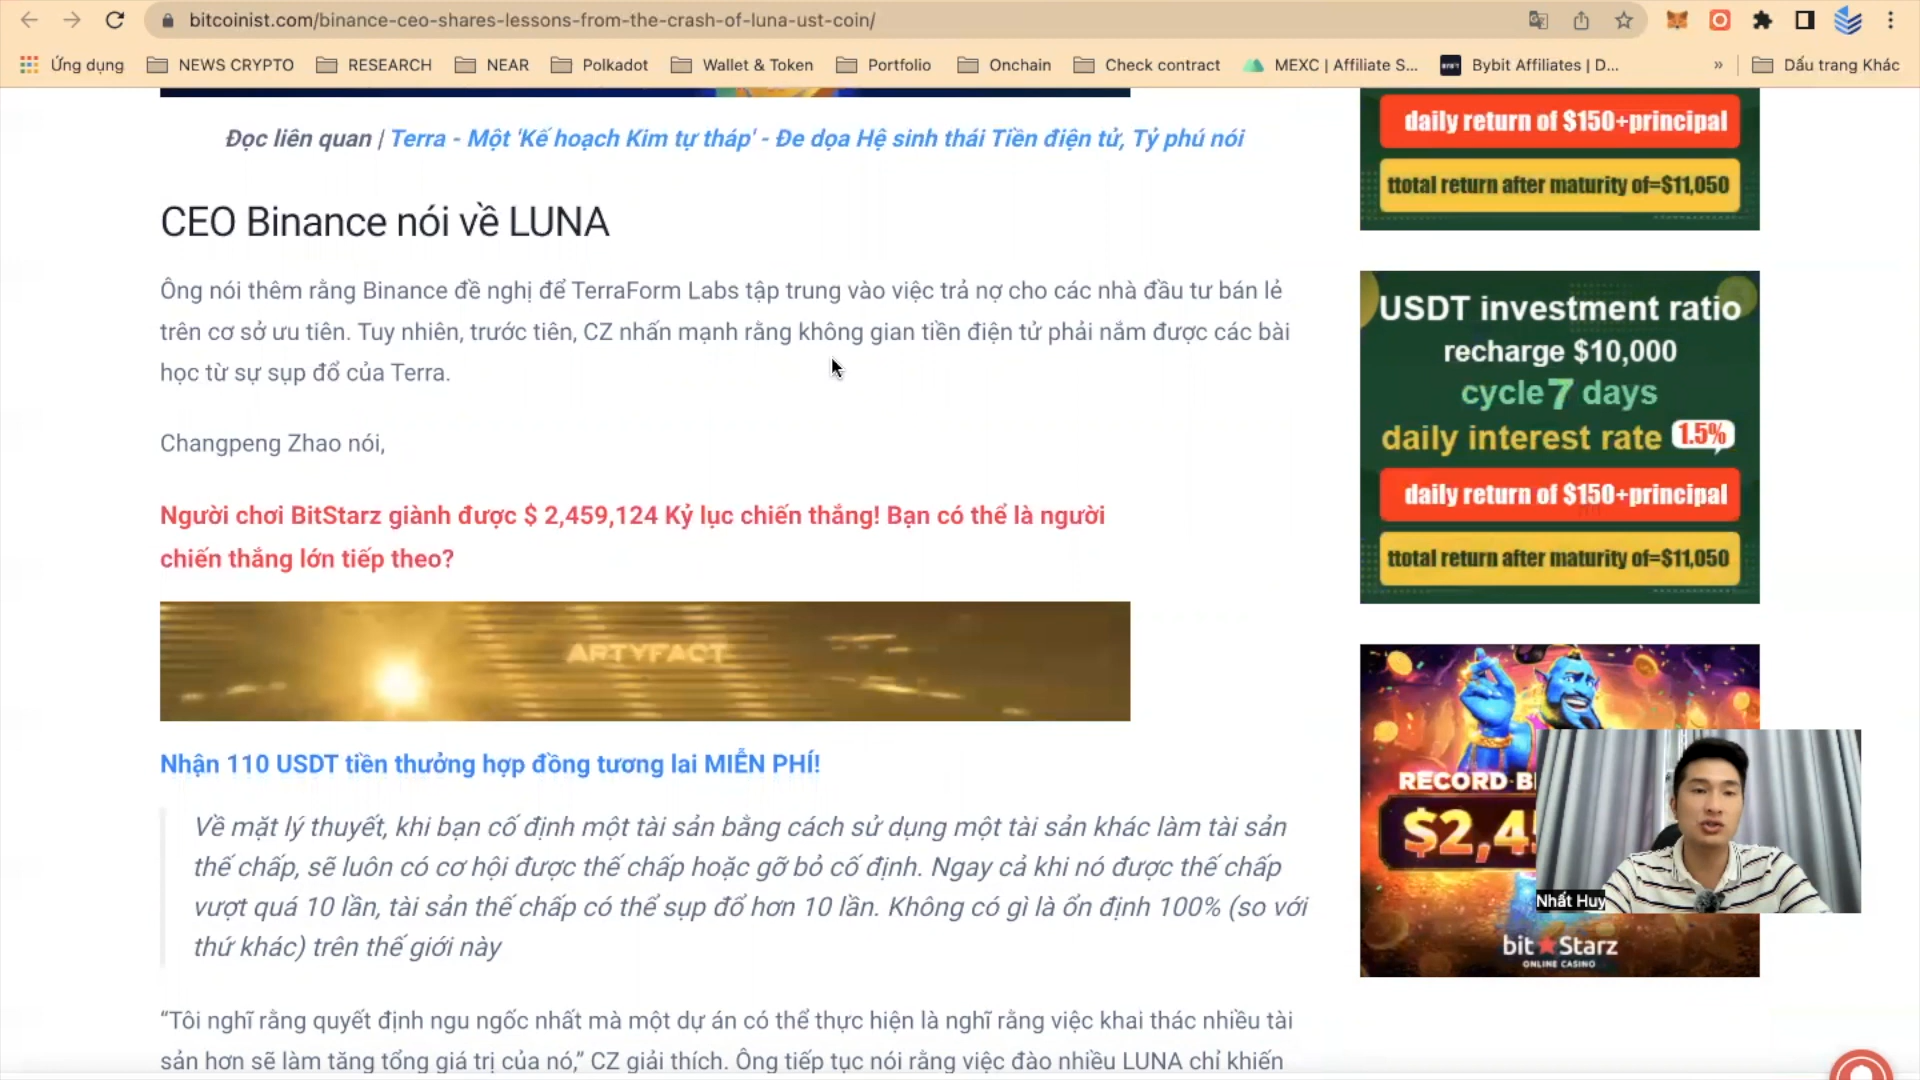 bitcoinist.com/binance-ceo-shares-lessons-from-the-crash-of-luna-ust-coin/
Ứng dụng NEWS CRYPTO RESEARCH NEAR Polkadot Wallet & Token Portfolio Onchain Check contract MEXC | Affiliate S... Bybit Affiliates | D... » Dấu trang Khác
Đọc liên quan | Terra - Một 'Kế hoạch Kim tự tháp' - Đe dọa Hệ sinh thái Tiền điện tử, Tỷ phú nói
CEO Binance nói về LUNA
Ông nói thêm rằng Binance đề nghị để TerraForm Labs tập trung vào việc trả nợ cho các nhà đầu tư bán lẻ
trên cơ sở ưu tiên. Tuy nhiên, trước tiên, CZ nhấn mạnh rằng không gian tiền điện tử phải nắm được các bài
học từ sự sụp đổ của Terra.
Changpeng Zhao nói,
Người chơi BitStarz giành được $ 2,459,124 Kỷ lục chiến thắng! Bạn có thể là người
chiến thắng lớn tiếp theo?
ARTYFACT
Nhận 110 USDT tiền thưởng hợp đồng tương lai MIỄN PHÍ!
Về mặt lý thuyết, khi bạn cố định một tài sản bằng cách sử dụng một tài sản khác làm tài sản
thế chấp, sẽ luôn có cơ hội được thế chấp hoặc gỡ bỏ cố định. Ngay cả khi nó được thế chấp
vượt quá 10 lần, tài sản thế chấp có thể sụp đổ hơn 10 lần. Không có gì là ổn định 100% (so với
thứ khác) trên thế giới này
“Tôi nghĩ rằng quyết định ngu ngốc nhất mà một dự án có thể thực hiện là nghĩ rằng việc khai thác nhiều tài
sản hơn sẽ làm tăng tổng giá trị của nó,” CZ giải thích. Ông tiếp tục nói rằng việc đào nhiều LUNA chỉ khiến
daily return of $150+principal
ttotal return after maturity of=$11,050
USDT investment ratio
recharge $10,000
cycle 7 days
daily interest rate 1.5%
daily return of $150+principal
ttotal return after maturity of=$11,050
RECORD B
$2,4
Nhất Huy
bit Starz
ONLINE CASINO